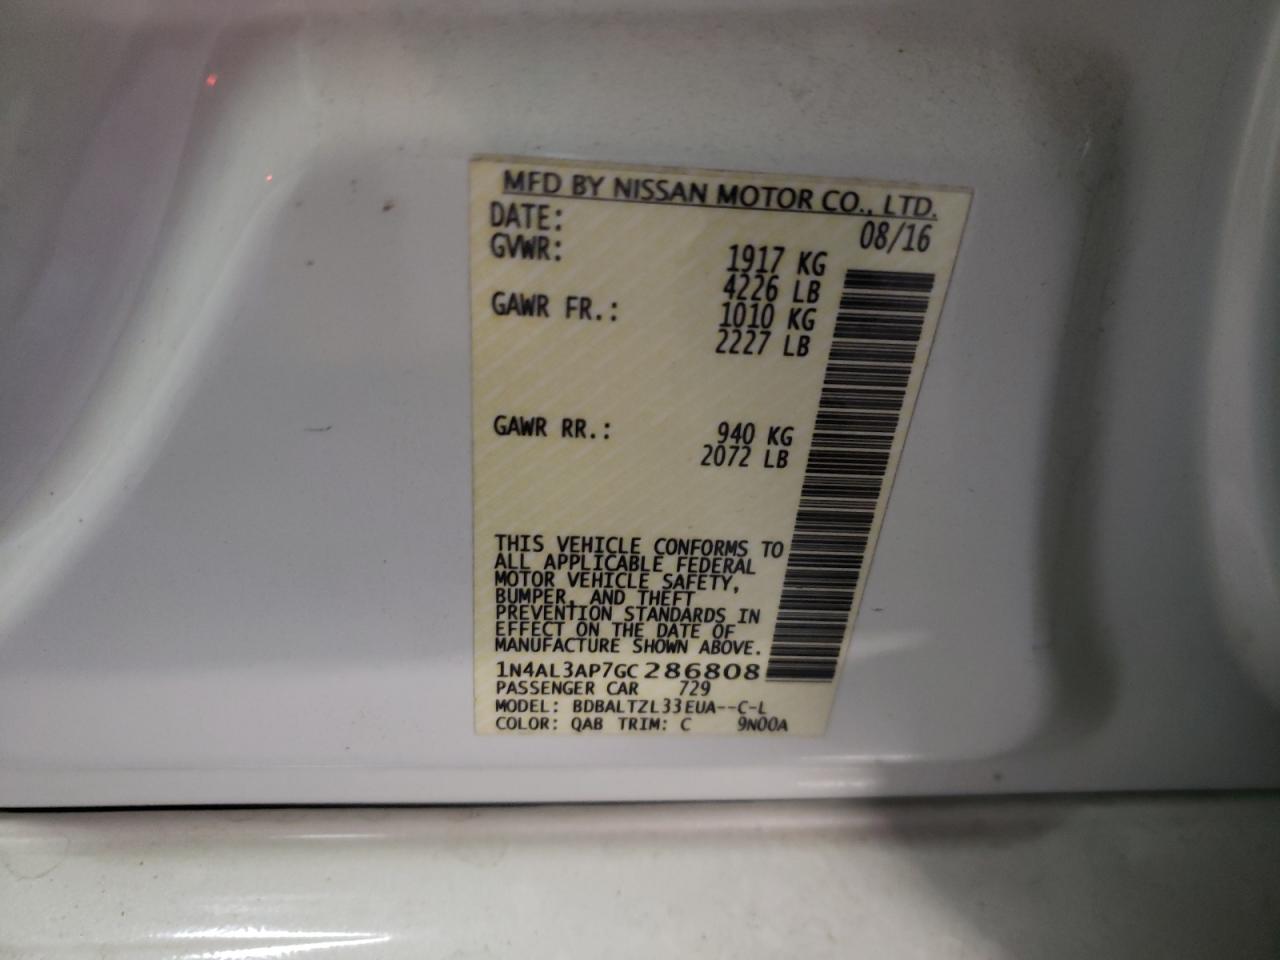 MFD BY NISSAN MOTOR CO., LTD.
DATE: 08/16
GVWR: 1917 KG
4226 LB
GAWR FR.: 1010 KG
2227 LB
GAWR RR.: 940 KG
2072 LB
THIS VEHICLE CONFORMS TO
ALL APPLICABLE FEDERAL
MOTOR VEHICLE SAFETY,
BUMPER, AND THEFT
PREVENTION STANDARDS IN
EFFECT ON THE DATE OF
MANUFACTURE SHOWN ABOVE.
1N4AL3AP7GC286808
PASSENGER CAR 729
MODEL: BDBALTZL33EUA--C-L
COLOR: QAB TRIM: C 9N00A